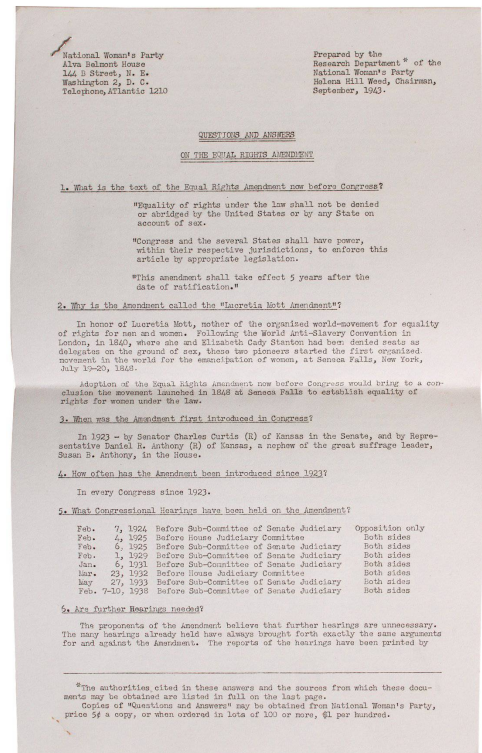 National Woman's Party
Alva Belmont House
144 B Street, N. E.
Washington 2, D. C.
Telephone, ATlantic 1210
Prepared by the
Research Department * of the
National Woman's Party
Helena Hill Weed, Chairman,
September, 1943.
QUESTIONS AND ANSWERS
ON THE EQUAL RIGHTS AMENDMENT
1. What is the text of the Equal Rights Amendment now before Congress?
"Equality of rights under the law shall not be denied
or abridged by the United States or by any State on
account of sex.
"Congress and the several States shall have power,
within their respective jurisdictions, to enforce this
article by appropriate legislation.
"This amendment shall take effect 5 years after the
date of ratification."
2. Why is the Amendment called the "Lucretia Mott Amendment"?
In honor of Lucretia Mott, mother of the organized world-movement for equality
of rights for men and women. Following the World Anti-Slavery Convention in
London, in 1840, where she and Elizabeth Cady Stanton had been denied seats as
delegates on the ground of sex, these two pioneers started the first organized
movement in the world for the emancipation of women, at Seneca Falls, New York,
July 19-20, 1848.
Adoption of the Equal Rights Amendment now before Congress would bring to a con-
clusion the movement launched in 1848 at Seneca Falls to establish equality of
rights for women under the law.
3. When was the Amendment first introduced in Congress?
In 1923 - by Senator Charles Curtis (R) of Kansas in the Senate, and by Repre-
sentative Daniel R. Anthony (R) of Kansas, a nephew of the great suffrage leader,
Susan B. Anthony, in the House.
4. How often has the Amendment been introduced since 1923?
In every Congress since 1923.
5. What Congressional Hearings have been held on the Amendment?
Feb. 7, 1924 Before Sub-Committee of Senate Judiciary Opposition only
Feb. 4, 1925 Before House Judiciary Committee Both sides
Feb. 6, 1925 Before Sub-Committee of Senate Judiciary Both sides
Feb. 1, 1929 Before Sub-Committee of Senate Judiciary Both sides
Jan. 6, 1931 Before Sub-Committee of Senate Judiciary Both sides
Mar. 23, 1932 Before House Judiciary Committee Both sides
May 27, 1933 Before Sub-Committee of Senate Judiciary Both sides
Feb. 7-10, 1938 Before Sub-Committee of Senate Judiciary Both sides
6. Are further Hearings needed?
The proponents of the Amendment believe that further hearings are unnecessary.
The many hearings already held have always brought forth exactly the same arguments
for and against the Amendment. The reports of the hearings have been printed by
*The authorities cited in these answers and the sources from which these docu-
ments may be obtained are listed in full on the last page.
Copies of "Questions and Answers" may be obtained from National Woman's Party,
price 5¢ a copy, or when ordered in lots of 100 or more, $1 per hundred.